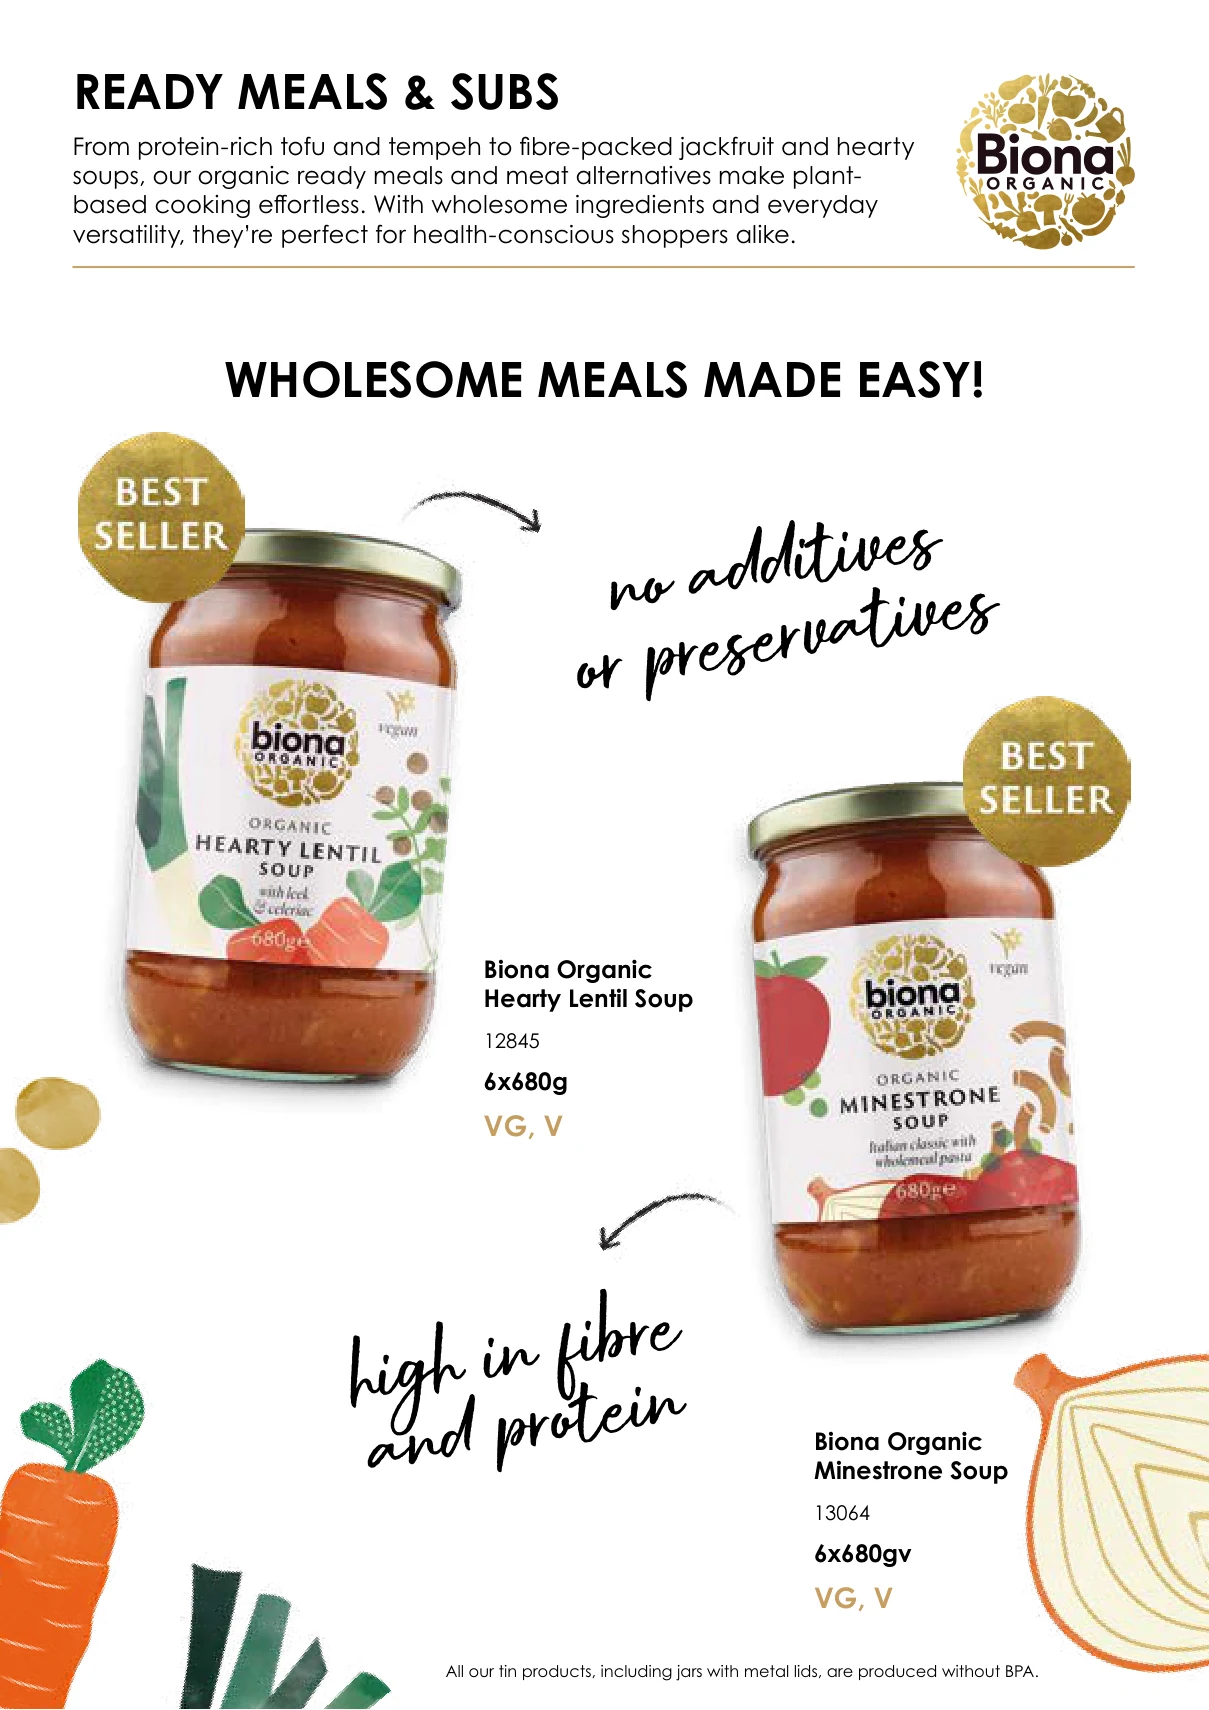 READY MEALS & SUBS
From protein-rich tofu and tempeh to fibre-packed jackfruit and hearty
soups, our organic ready meals and meat alternatives make plant-
based cooking effortless. With wholesome ingredients and everyday
versatility, they’re perfect for health-conscious shoppers alike.
Biona
ORGANIC
WHOLESOME MEALS MADE EASY!
BEST
SELLER
no additives
or preservatives
biona
ORGANIC
vegan
ORGANIC
HEARTY LENTIL
SOUP
with leek
& celeriac
680g℮
Biona Organic
Hearty Lentil Soup
12845
6x680g
VG, V
BEST
SELLER
biona
ORGANIC
vegan
ORGANIC
MINESTRONE
SOUP
Italian classic with
wholemeal pasta
680g℮
high in fibre
and protein
Biona Organic
Minestrone Soup
13064
6x680gv
VG, V
All our tin products, including jars with metal lids, are produced without BPA.